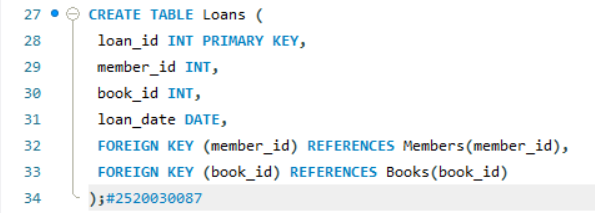 27 CREATE TABLE Loans (
28 loan_id INT PRIMARY KEY,
29 member_id INT,
30 book_id INT,
31 loan_date DATE,
32 FOREIGN KEY (member_id) REFERENCES Members(member_id),
33 FOREIGN KEY (book_id) REFERENCES Books(book_id)
34 );#2520030087